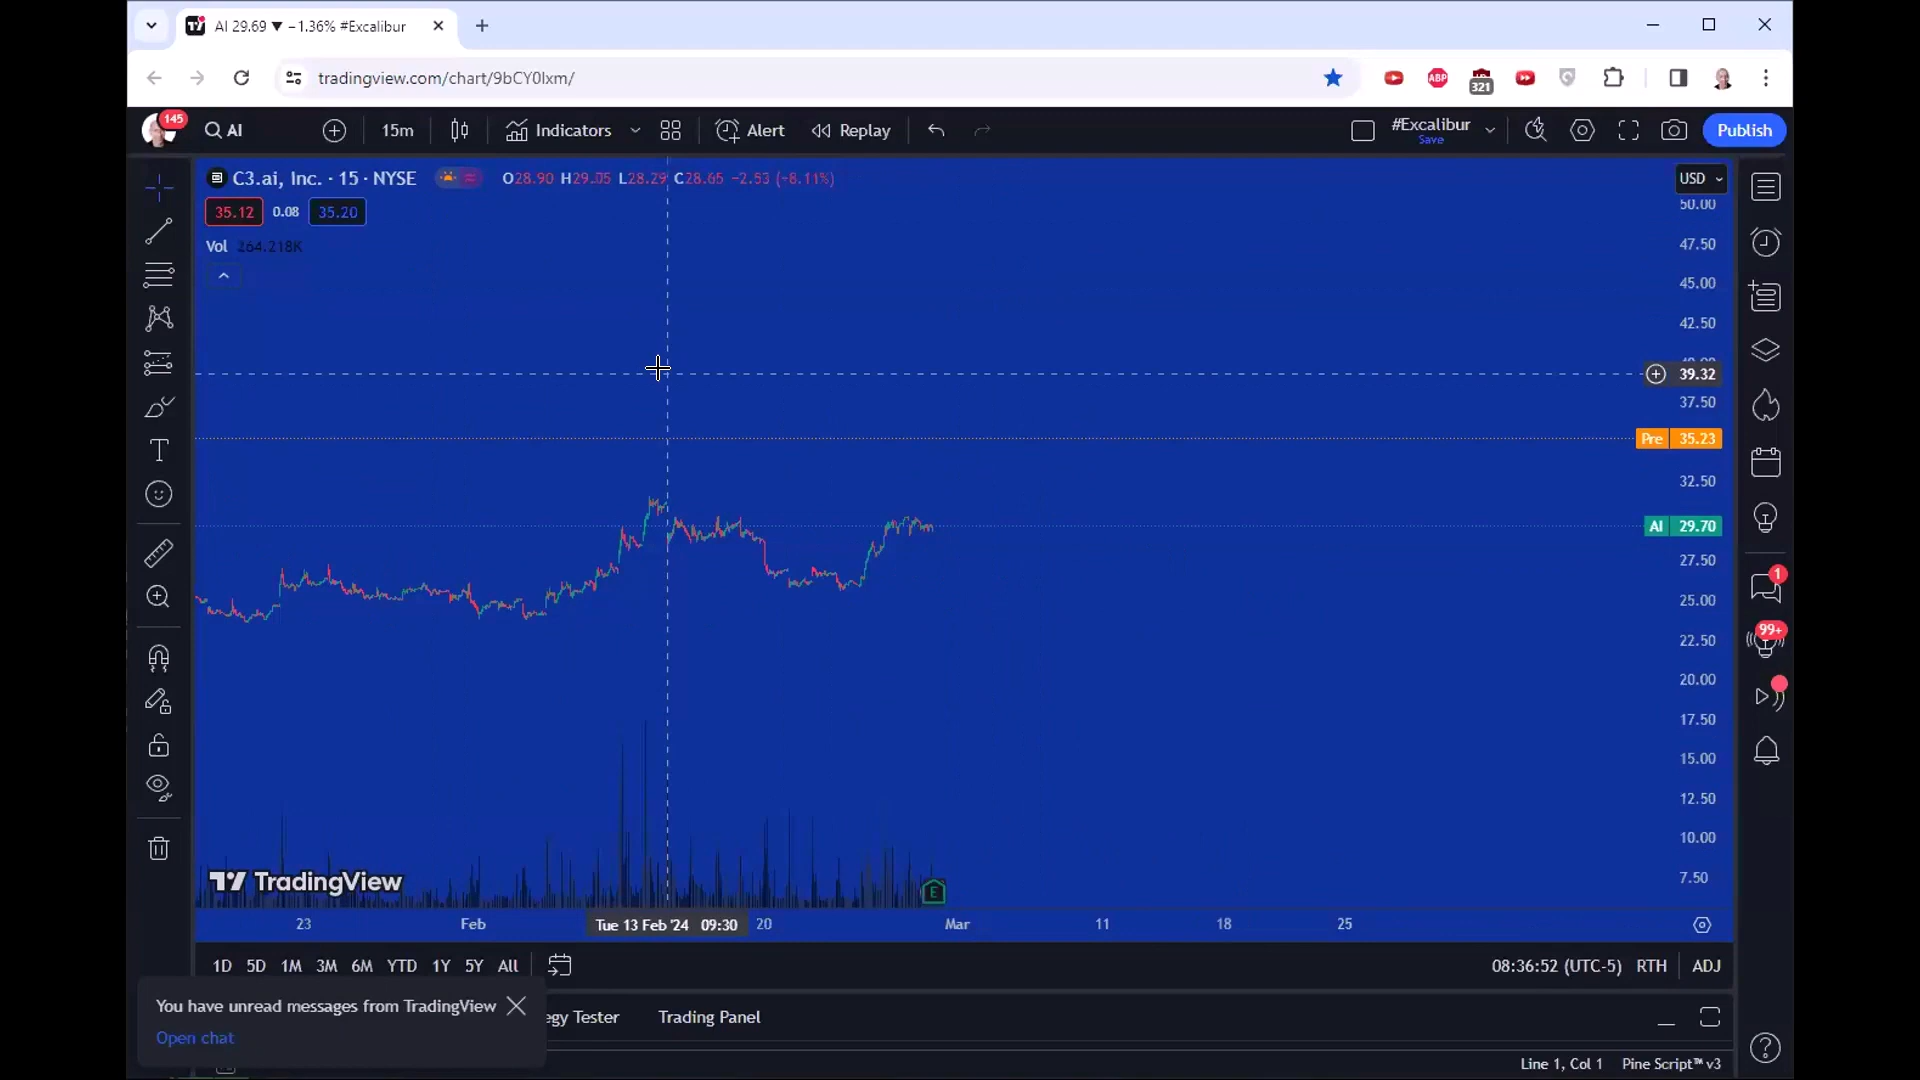 AI 29.69 ▼ −1.36% #Excalibur
tradingview.com/chart/9bCY0Ixm/
ABP
321
145
AI
15m
Indicators
Alert
Replay
#Excalibur
Save
Publish
C3.ai, Inc. · 15 · NYSE
O28.90 H29.05 L28.29 C28.65 −2.53 (−8.11%)
USD
35.12
0.08
35.20
Vol 264.218K
50.00
47.50
45.00
42.50
39.32
37.50
Pre 35.23
32.50
AI 29.70
27.50
25.00
22.50
20.00
17.50
15.00
12.50
10.00
7.50
1
99+
TradingView
E
23
Feb
Tue 13 Feb '24 09:30
20
Mar
11
18
25
1D 5D 1M 3M 6M YTD 1Y 5Y All
08:36:52 (UTC-5)
RTH
ADJ
You have unread messages from TradingView
Open chat
egy Tester
Trading Panel
Line 1, Col 1
Pine Script™ v3